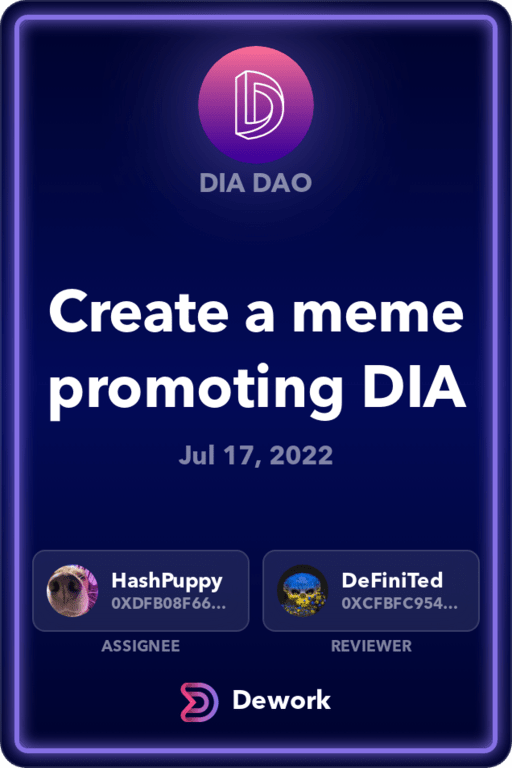 DIA DAO
Create a meme
promoting DIA
Jul 17, 2022
HashPuppy
0XDFB08F66...
DeFiniTed
0XCFBFC954...
ASSIGNEE
REVIEWER
Dework